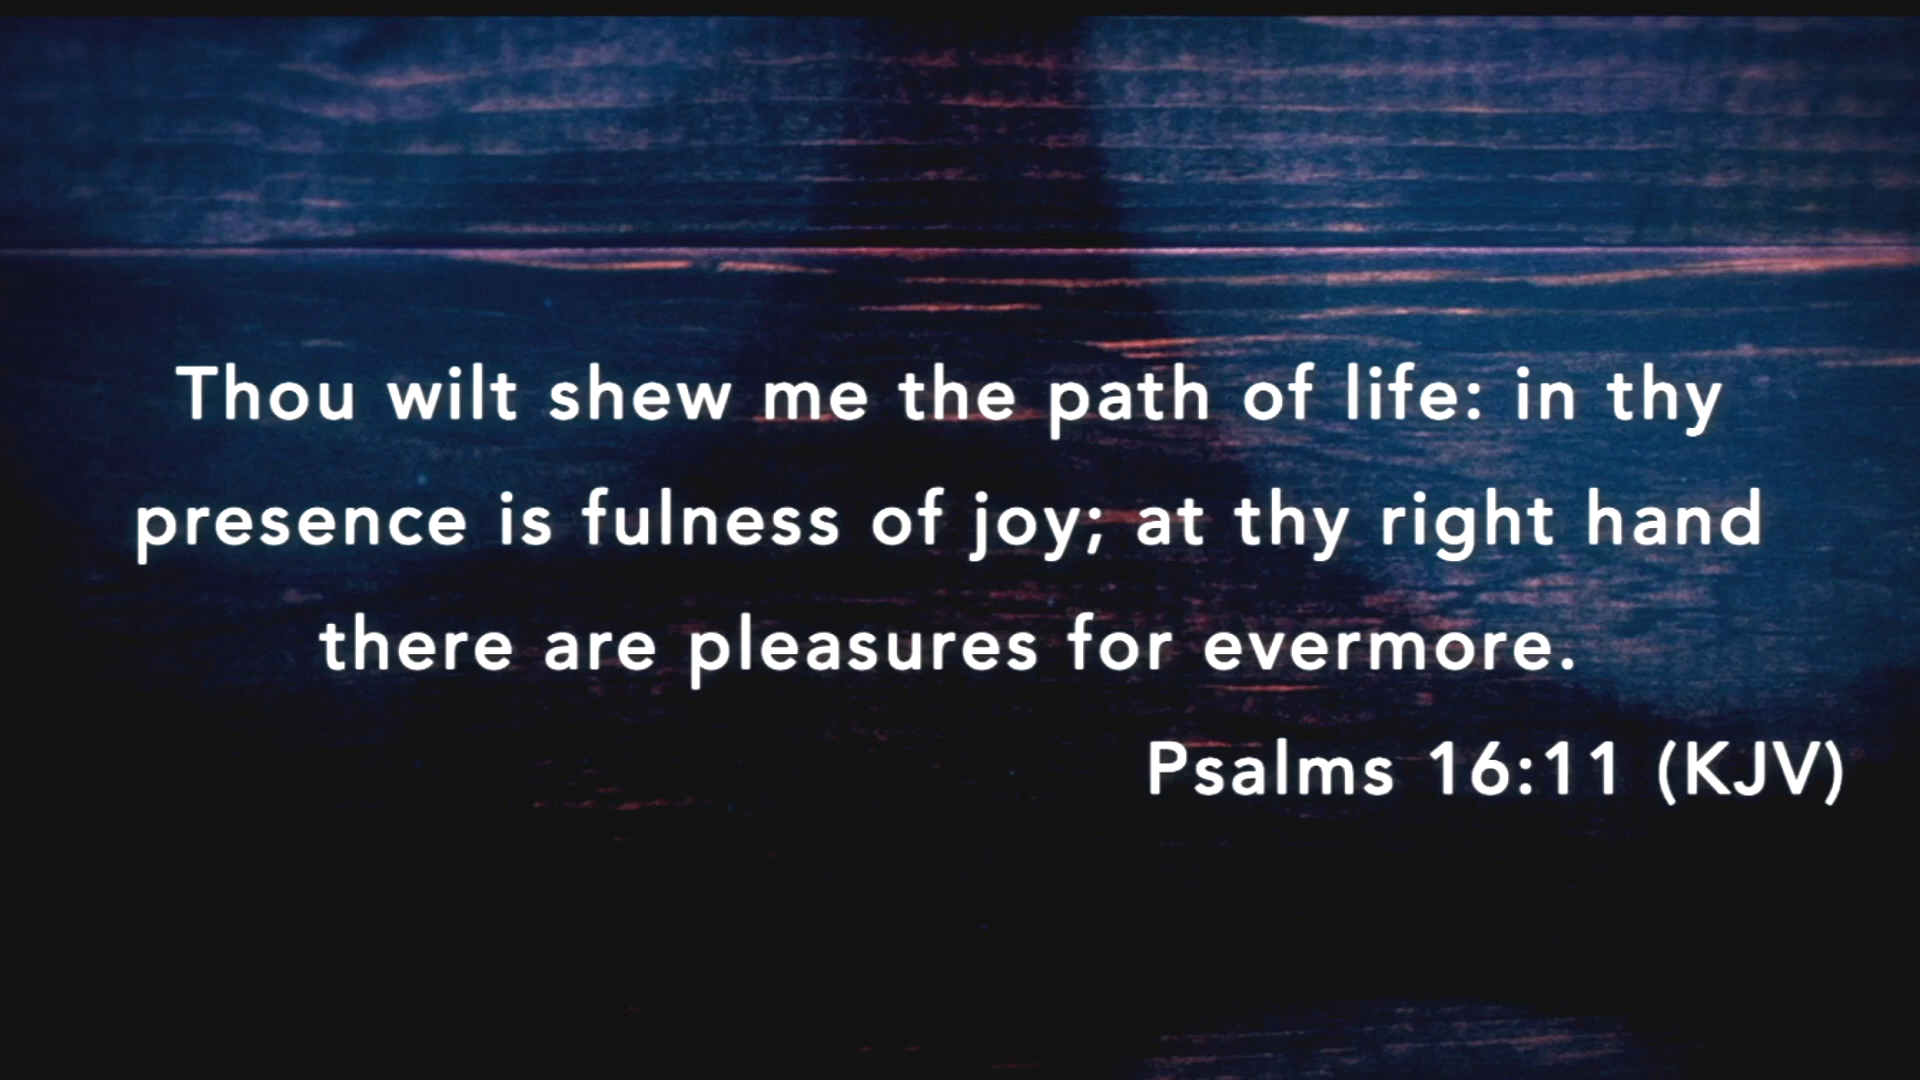 Thou wilt shew me the path of life: in thy
presence is fulness of joy; at thy right hand
there are pleasures for evermore.
Psalms 16:11 (KJV)